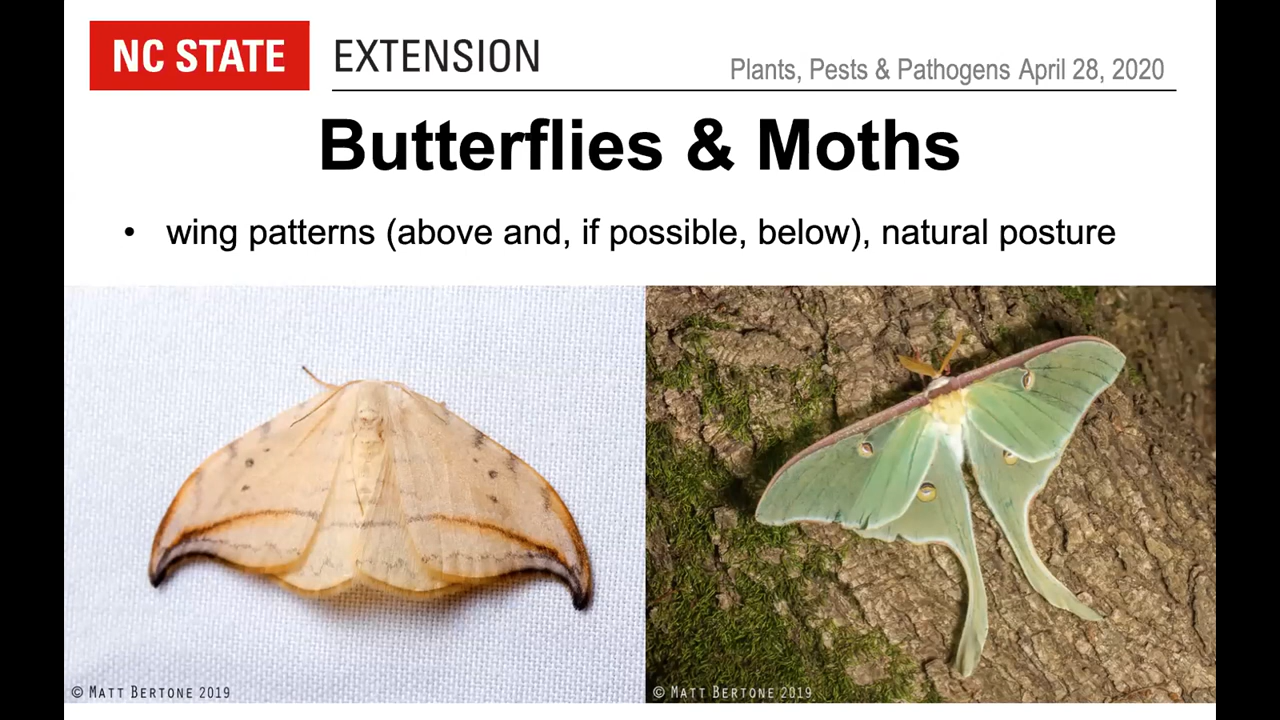 NC STATE EXTENSION
Plants, Pests & Pathogens April 28, 2020
Butterflies & Moths
• wing patterns (above and, if possible, below), natural posture
© Matt Bertone 2019
© Matt Bertone 2019